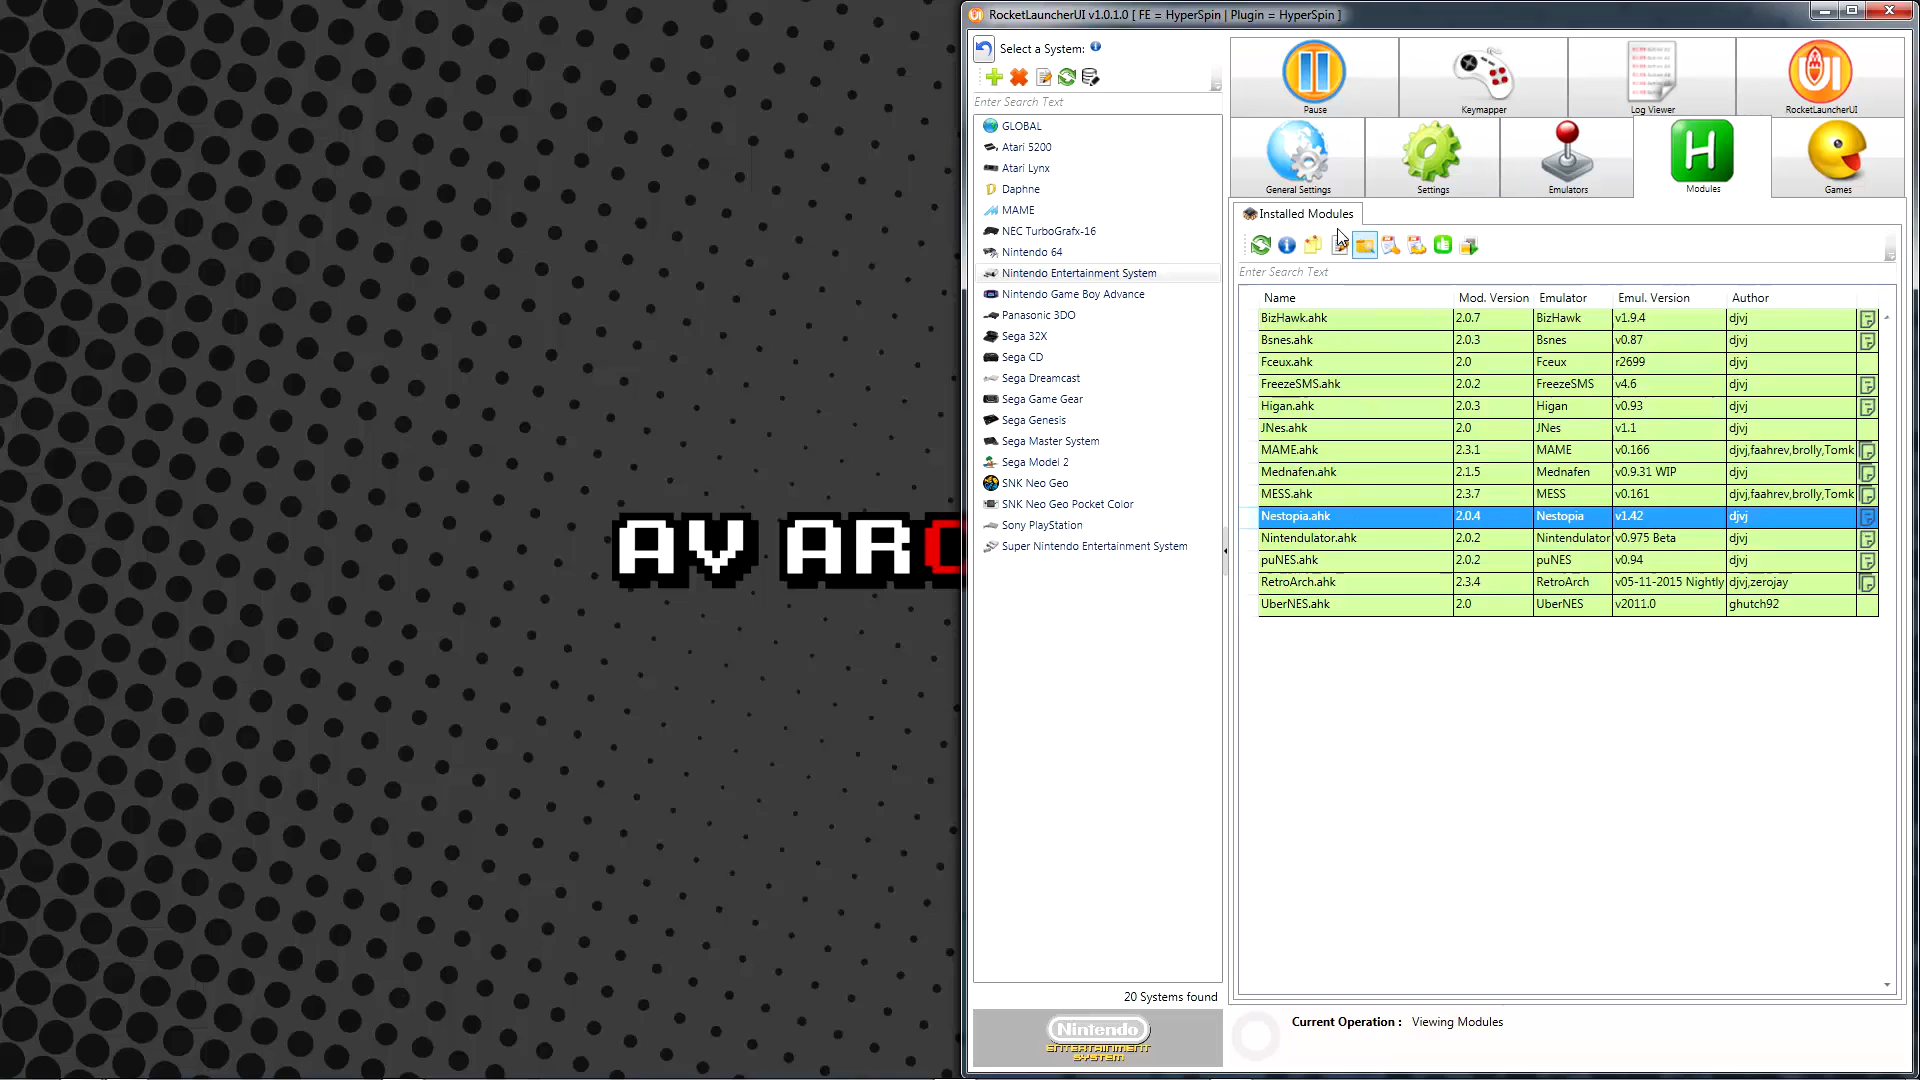 RocketLauncherUI v1.0.1.0 [ FE = HyperSpin | Plugin = HyperSpin ]
Select a System:
Enter Search Text
GLOBAL
Atari 5200
Atari Lynx
Daphne
MAME
NEC TurboGrafx-16
Nintendo 64
Nintendo Entertainment System
Nintendo Game Boy Advance
Panasonic 3DO
Sega 32X
Sega CD
Sega Dreamcast
Sega Game Gear
Sega Genesis
Sega Master System
Sega Model 2
SNK Neo Geo
SNK Neo Geo Pocket Color
Sony PlayStation
Super Nintendo Entertainment System
20 Systems found
Nintendo
ENTERTAINMENT
SYSTEM
AV AR
Pause
Keymapper
Log Viewer
UI
RocketLauncherUI
General Settings
Settings
Emulators
H
Modules
Games
Installed Modules
Enter Search Text
Name Mod. Version Emulator Emul. Version Author
BizHawk.ahk 2.0.7 BizHawk v1.9.4 djvj
Bsnes.ahk 2.0.3 Bsnes v0.87 djvj
Fceux.ahk 2.0 Fceux r2699 djvj
FreezeSMS.ahk 2.0.2 FreezeSMS v4.6 djvj
Higan.ahk 2.0.3 Higan v0.93 djvj
JNes.ahk 2.0 JNes v1.1 djvj
MAME.ahk 2.3.1 MAME v0.166 djvj,faahrev,brolly,Tomk
Mednafen.ahk 2.1.5 Mednafen v0.9.31 WIP djvj
MESS.ahk 2.3.7 MESS v0.161 djvj,faahrev,brolly,Tomk
Nestopia.ahk 2.0.4 Nestopia v1.42 djvj
Nintendulator.ahk 2.0.2 Nintendulator v0.975 Beta djvj
puNES.ahk 2.0.2 puNES v0.94 djvj
RetroArch.ahk 2.3.4 RetroArch v05-11-2015 Nightly djvj,zerojay
UberNES.ahk 2.0 UberNES v2011.0 ghutch92
Current Operation : Viewing Modules